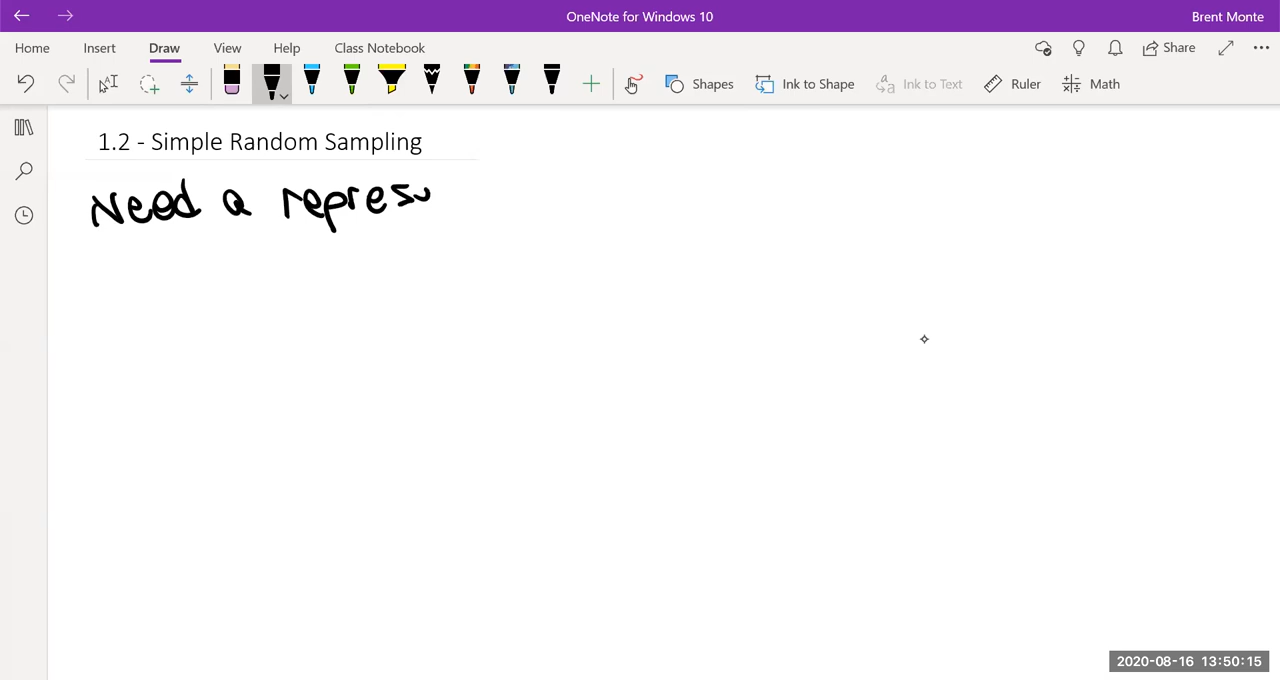 OneNote for Windows 10
Brent Monte
Home Insert Draw View Help Class Notebook
Share
Shapes Ink to Shape Ink to Text Ruler Math
1.2 - Simple Random Sampling
Need a repres
2020-08-16 13:50:15